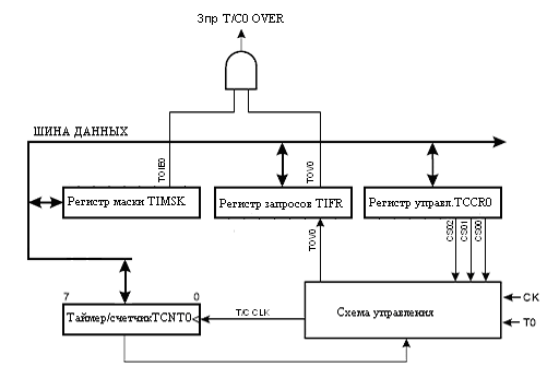 Зпр T/C0 OVER
ШИНА ДАННЫХ
TOIE0
TOV0
Регистр маски TIMSK
Регистр запросов TIFR
Регистр управл.TCCR0
TOV0
CS02
CS01
CS00
7
0
Таймер/счетчикTCNT0
T/C CLK
Схема управления
CK
T0